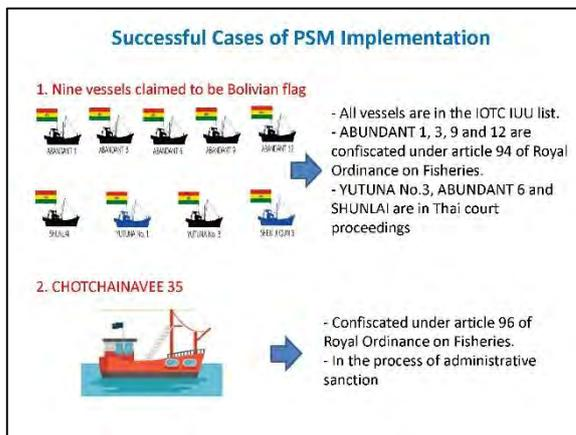 Successful Cases of PSM Implementation
1. Nine vessels claimed to be Bolivian flag
ABUNDANT 1
ABUNDANT 3
ABUNDANT 6
ABUNDANT 9
ABUNDANT 12
- All vessels are in the IOTC IUU list.
- ABUNDANT 1, 3, 9 and 12 are
confiscated under article 94 of Royal
Ordinance on Fisheries.
- YUTUNA No.3, ABUNDANT 6 and
SHUNLAI are in Thai court
proceedings
SHUNLAI
YUTUNA No. 1
YUTUNA No. 3
2. CHOTCHAINAVEE 35
- Confiscated under article 96 of
Royal Ordinance on Fisheries.
- In the process of administrative
sanction